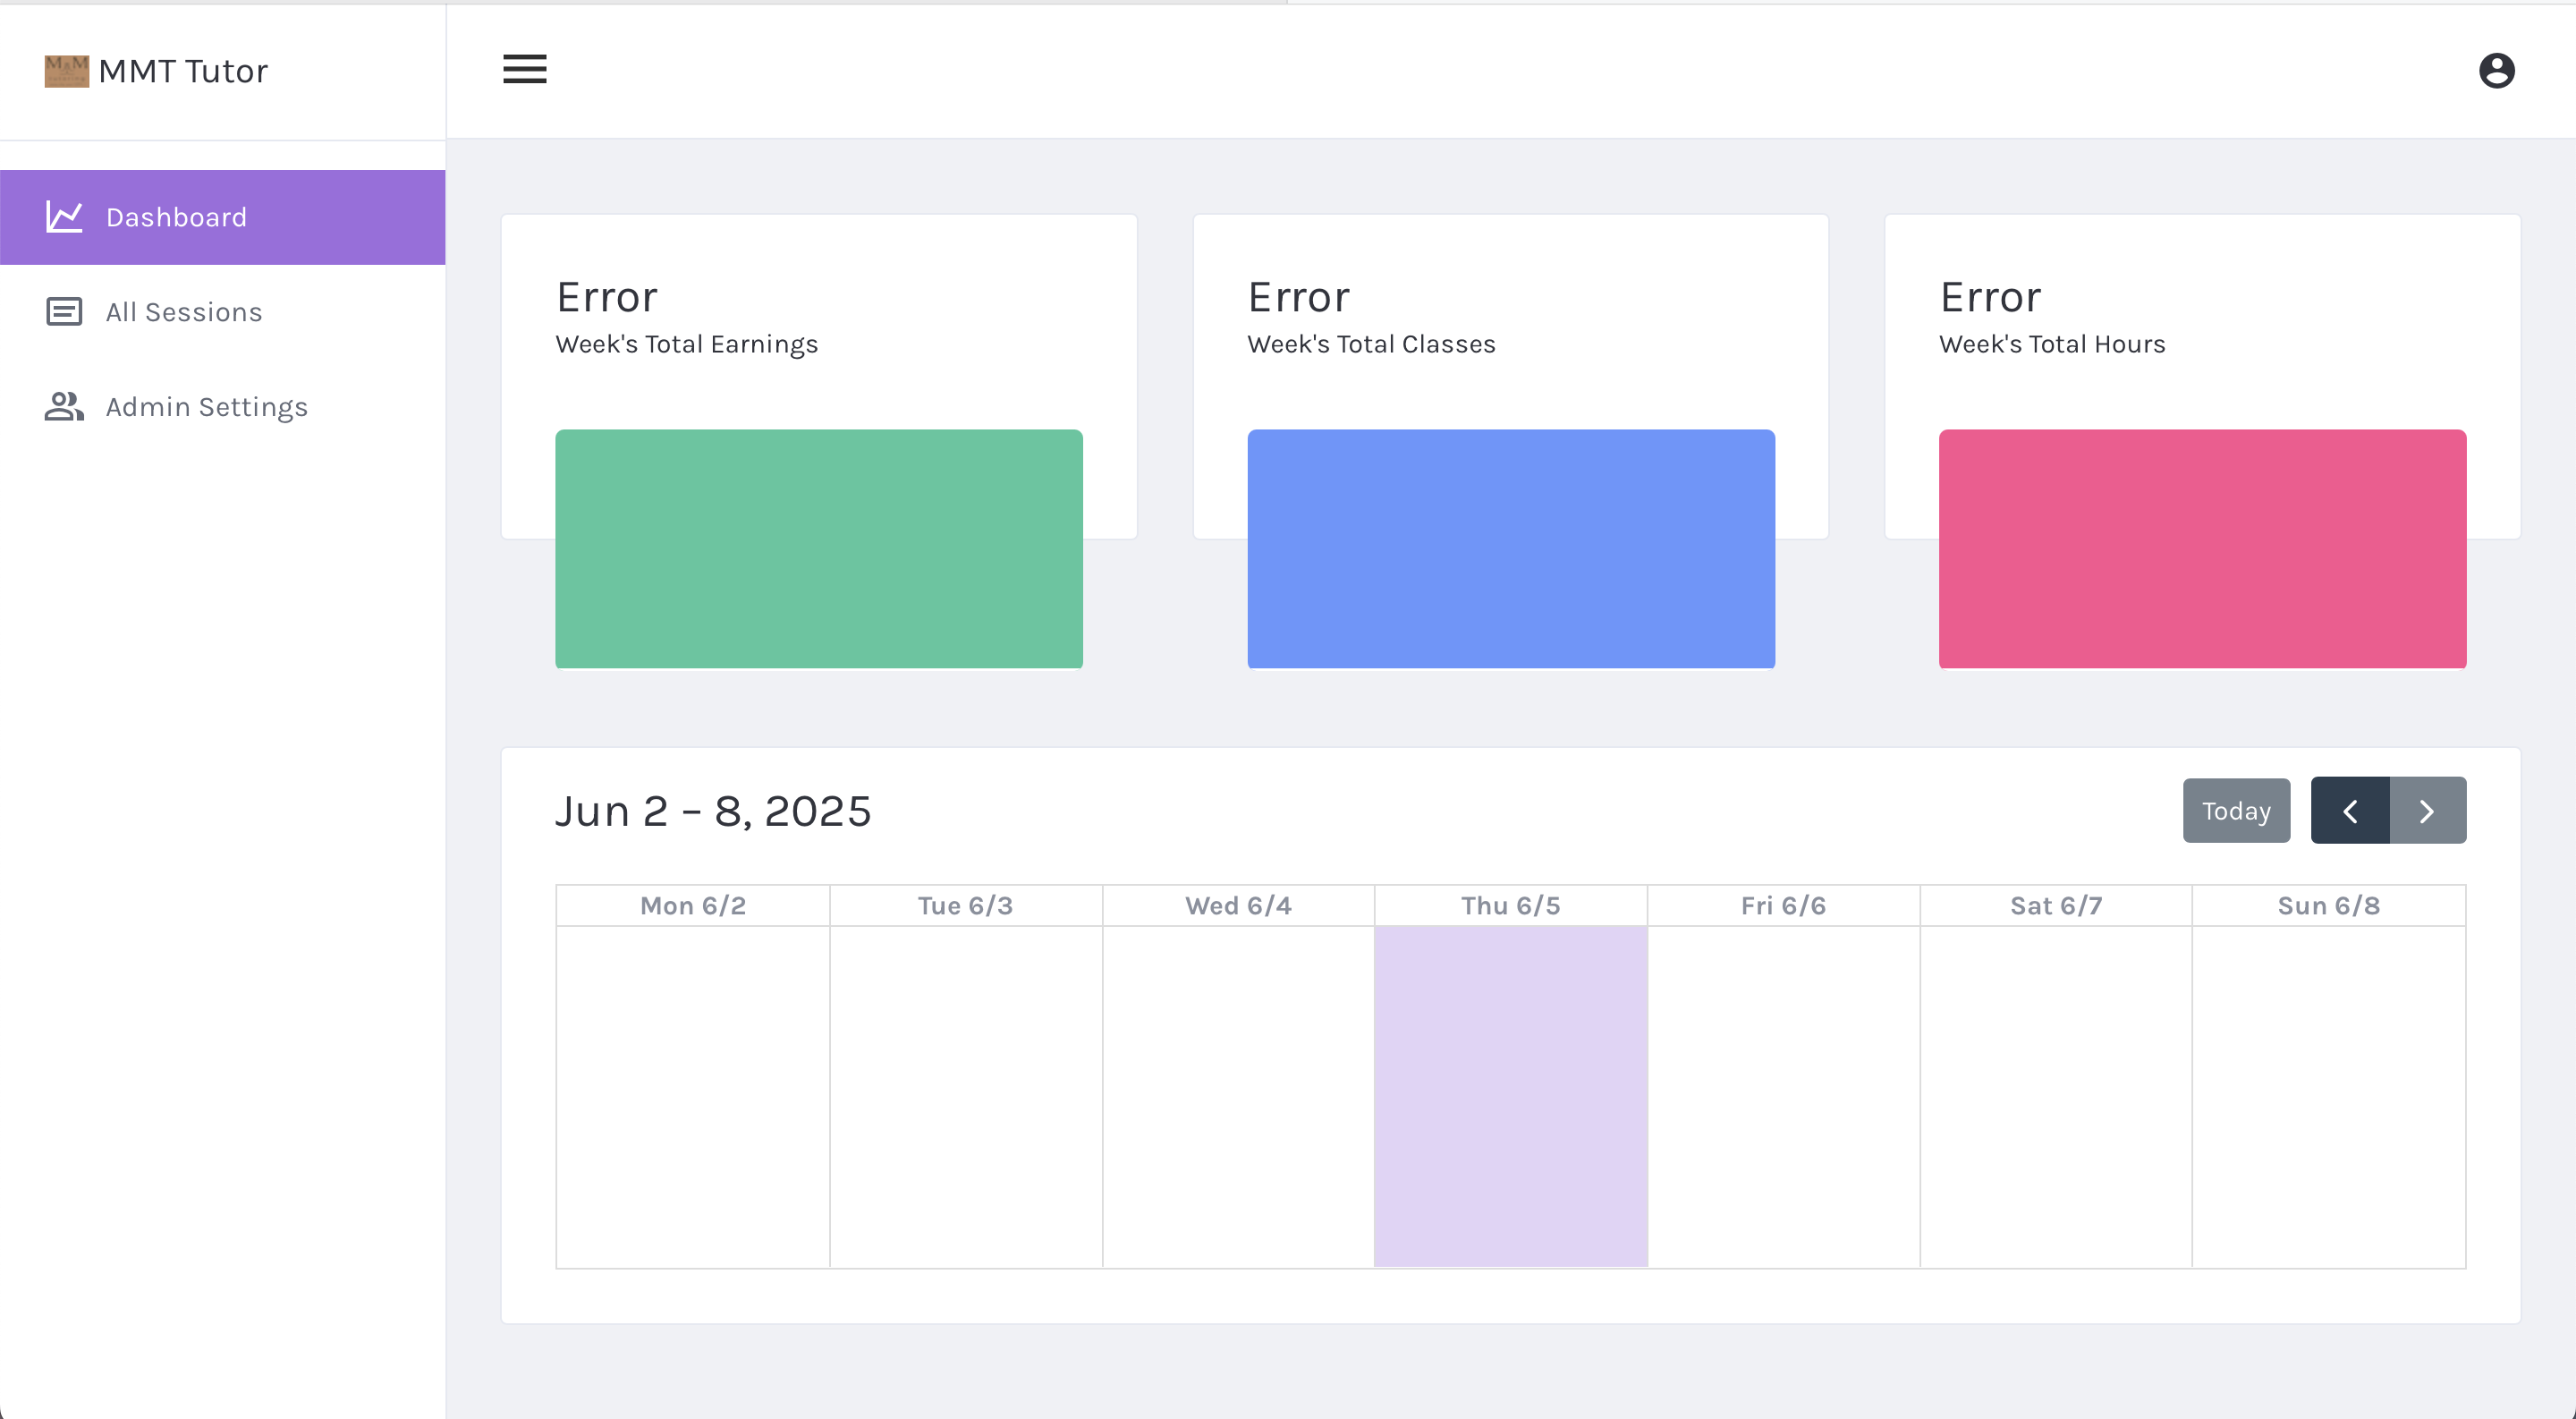 M&M
MMT Tutor
Dashboard
All Sessions
Admin Settings
Error
Week's Total Earnings
Error
Week's Total Classes
Error
Week's Total Hours
Jun 2 – 8, 2025
Today
Mon 6/2
Tue 6/3
Wed 6/4
Thu 6/5
Fri 6/6
Sat 6/7
Sun 6/8